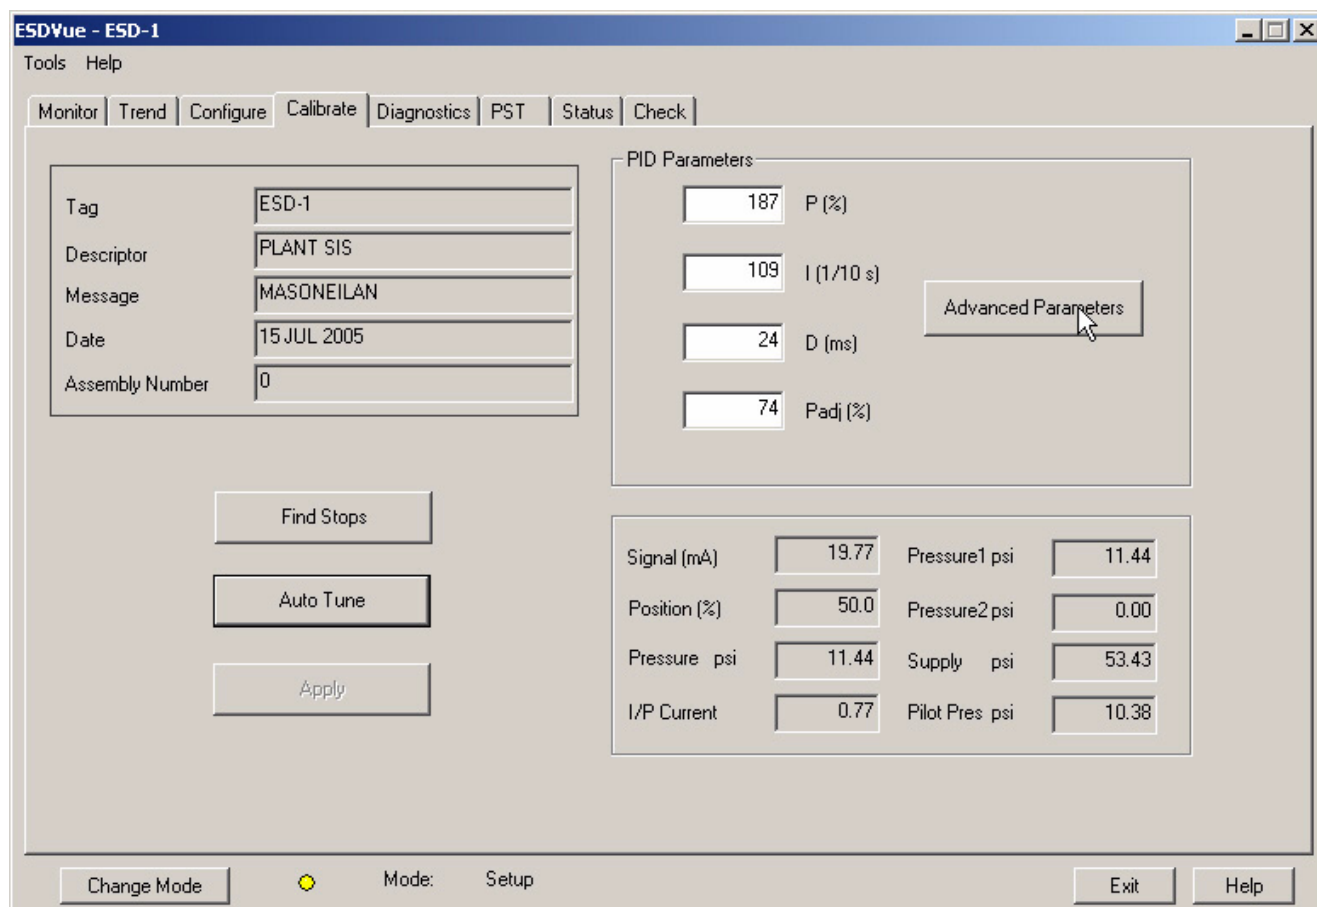 ESDVue - ESD-1
Tools Help
Monitor Trend Configure Calibrate Diagnostics PST Status Check
Tag ESD-1
Descriptor PLANT SIS
Message MASONEILAN
Date 15 JUL 2005
Assembly Number 0
Find Stops
Auto Tune
Apply
PID Parameters
187 P (%)
109 I (1/10 s)
24 D (ms)
74 Padj (%)
Advanced Parameters
Signal (mA) 19.77 Pressure1 psi 11.44
Position (%) 50.0 Pressure2 psi 0.00
Pressure psi 11.44 Supply psi 53.43
I/P Current 0.77 Pilot Pres psi 10.38
Change Mode Mode: Setup Exit Help